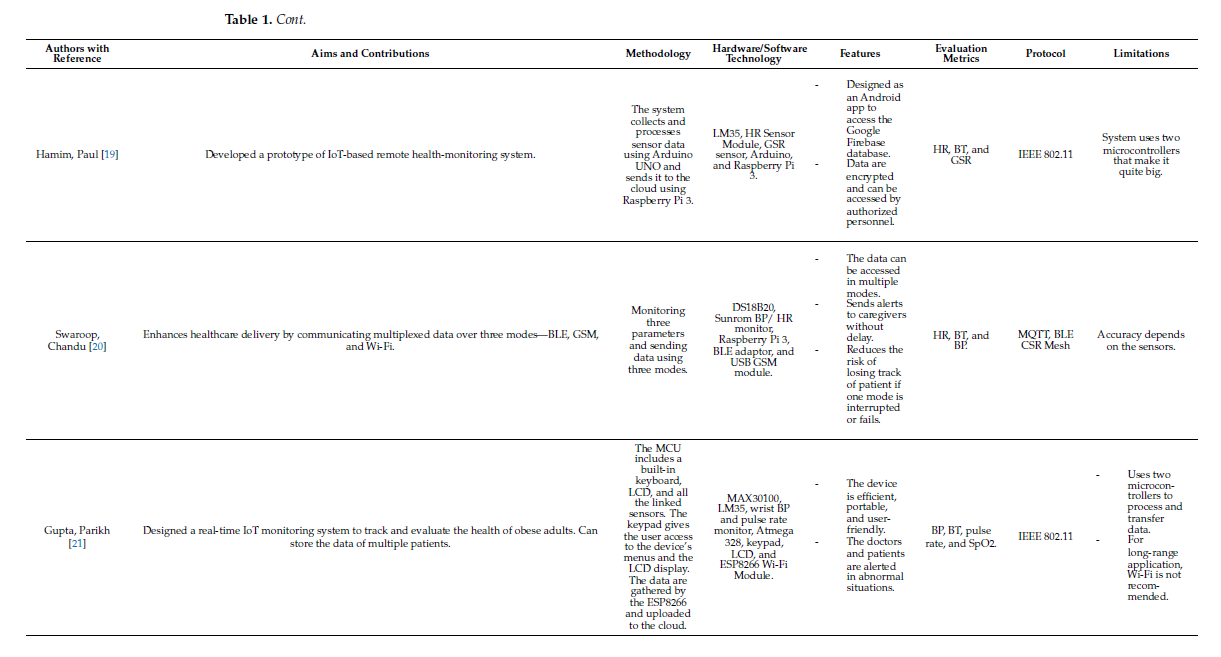 Table 1. Cont.
Authors with
Reference
Aims and Contributions
Methodology
Hardware/Software
Technology
Features
Evaluation
Metrics
Protocol
Limitations
Hamim, Paul [19]
Developed a prototype of IoT-based remote health-monitoring system.
The system
collects and
processes
sensor data
using Arduino
UNO and
sends it to the
cloud using
Raspberry Pi 3.
LM35, HR Sensor
Module, GSR
sensor, Arduino,
and Raspberry Pi
3.
- Designed as
an Android
app to
access the
Google
Firebase
database.
- Data are
encrypted
and can be
accessed by
authorized
personnel.
HR, BT, and
GSR
IEEE 802.11
System uses two
microcontrollers
that make it
quite big.
Swaroop,
Chandu [20]
Enhances healthcare delivery by communicating multiplexed data over three modes—BLE, GSM,
and Wi-Fi.
Monitoring
three
parameters
and sending
data using
three modes.
DS18B20,
Sunrom BP/ HR
monitor,
Raspberry Pi 3,
BLE adaptor, and
USB GSM
module.
- The data can
be accessed
in multiple
modes.
- Sends alerts
to caregivers
without
delay.
- Reduces the
risk of
losing track
of patient if
one mode is
interrupted
or fails.
HR, BT, and
BP.
MQTT, BLE
CSR Mesh
Accuracy depends
on the sensors.
Gupta, Parikh
[21]
Designed a real-time IoT monitoring system to track and evaluate the health of obese adults. Can
store the data of multiple patients.
The MCU
includes a
built-in
keyboard,
LCD, and all
the linked
sensors. The
keypad gives
the user access
to the device's
menus and the
LCD display.
The data are
gathered by
the ESP8266
and uploaded
to the cloud.
MAX30100,
LM35, wrist BP
and pulse rate
monitor, Atmega
328, keypad,
LCD, and
ESP8266 Wi-Fi
Module.
- The device
is efficient,
portable,
and user-
friendly.
- The doctors
and patients
are alerted
in abnormal
situations.
BP, BT, pulse
rate, and SpO2.
IEEE 802.11
- Uses two
microcon-
trollers to
process and
transfer
data.
- For
long-range
application,
Wi-Fi is not
recom-
mended.